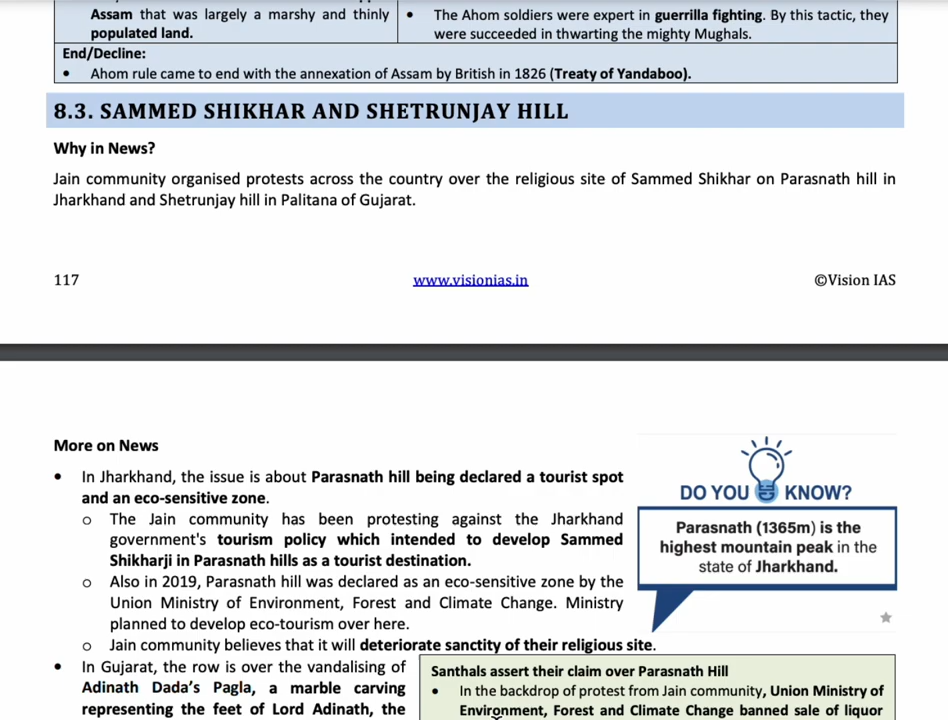 Assam that was largely a marshy and thinly
populated land.
• The Ahom soldiers were expert in guerrilla fighting. By this tactic, they
were succeeded in thwarting the mighty Mughals.
End/Decline:
• Ahom rule came to end with the annexation of Assam by British in 1826 (Treaty of Yandaboo).
8.3. SAMMED SHIKHAR AND SHETRUNJAY HILL
Why in News?
Jain community organised protests across the country over the religious site of Sammed Shikhar on Parasnath hill in
Jharkhand and Shetrunjay hill in Palitana of Gujarat.
117
www.visionias.in
©Vision IAS
More on News
• In Jharkhand, the issue is about Parasnath hill being declared a tourist spot
and an eco-sensitive zone.
o The Jain community has been protesting against the Jharkhand
government's tourism policy which intended to develop Sammed
Shikharji in Parasnath hills as a tourist destination.
o Also in 2019, Parasnath hill was declared as an eco-sensitive zone by the
Union Ministry of Environment, Forest and Climate Change. Ministry
planned to develop eco-tourism over here.
o Jain community believes that it will deteriorate sanctity of their religious site.
DO YOU KNOW?
Parasnath (1365m) is the
highest mountain peak in the
state of Jharkhand.
• In Gujarat, the row is over the vandalising of
Adinath Dada's Pagla, a marble carving
representing the feet of Lord Adinath, the
Santhals assert their claim over Parasnath Hill
• In the backdrop of protest from Jain community, Union Ministry of
Environment, Forest and Climate Change banned sale of liquor